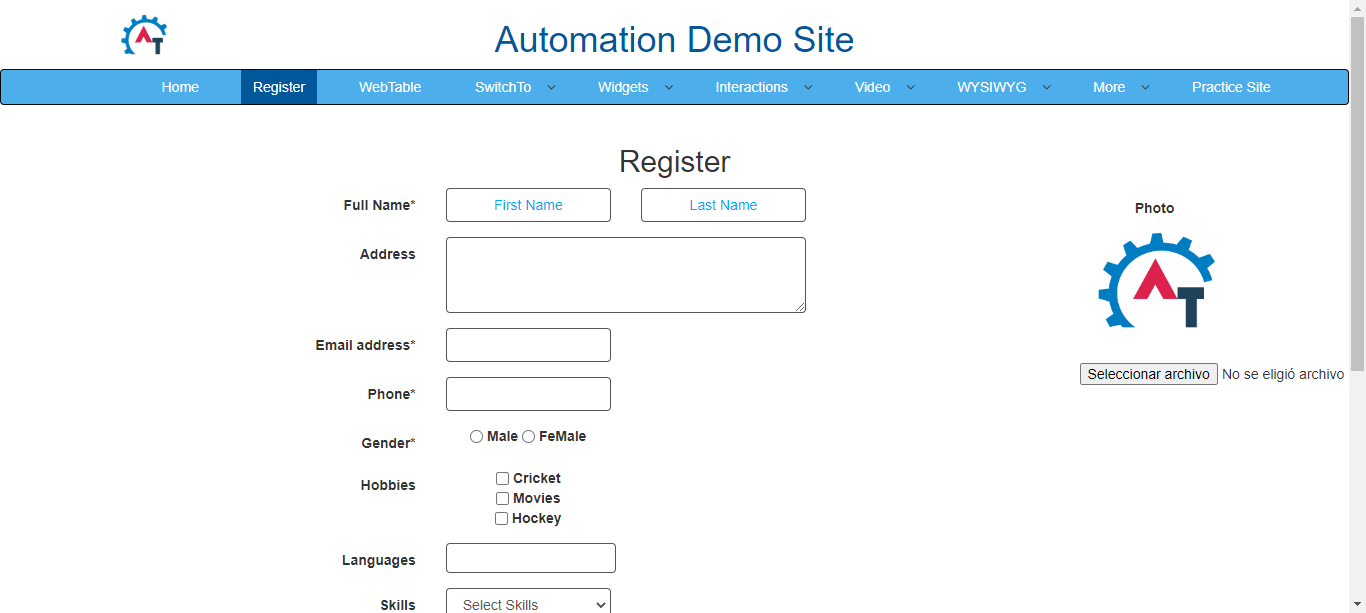 AT
Automation Demo Site
Home Register WebTable SwitchTo Widgets Interactions Video WYSIWYG More Practice Site
Register
Full Name* First Name Last Name
Photo
Address
AT
Email address*
Seleccionar archivo No se eligió archivo
Phone*
Gender* Male FeMale
Hobbies Cricket
Movies
Hockey
Languages
Skills Select Skills